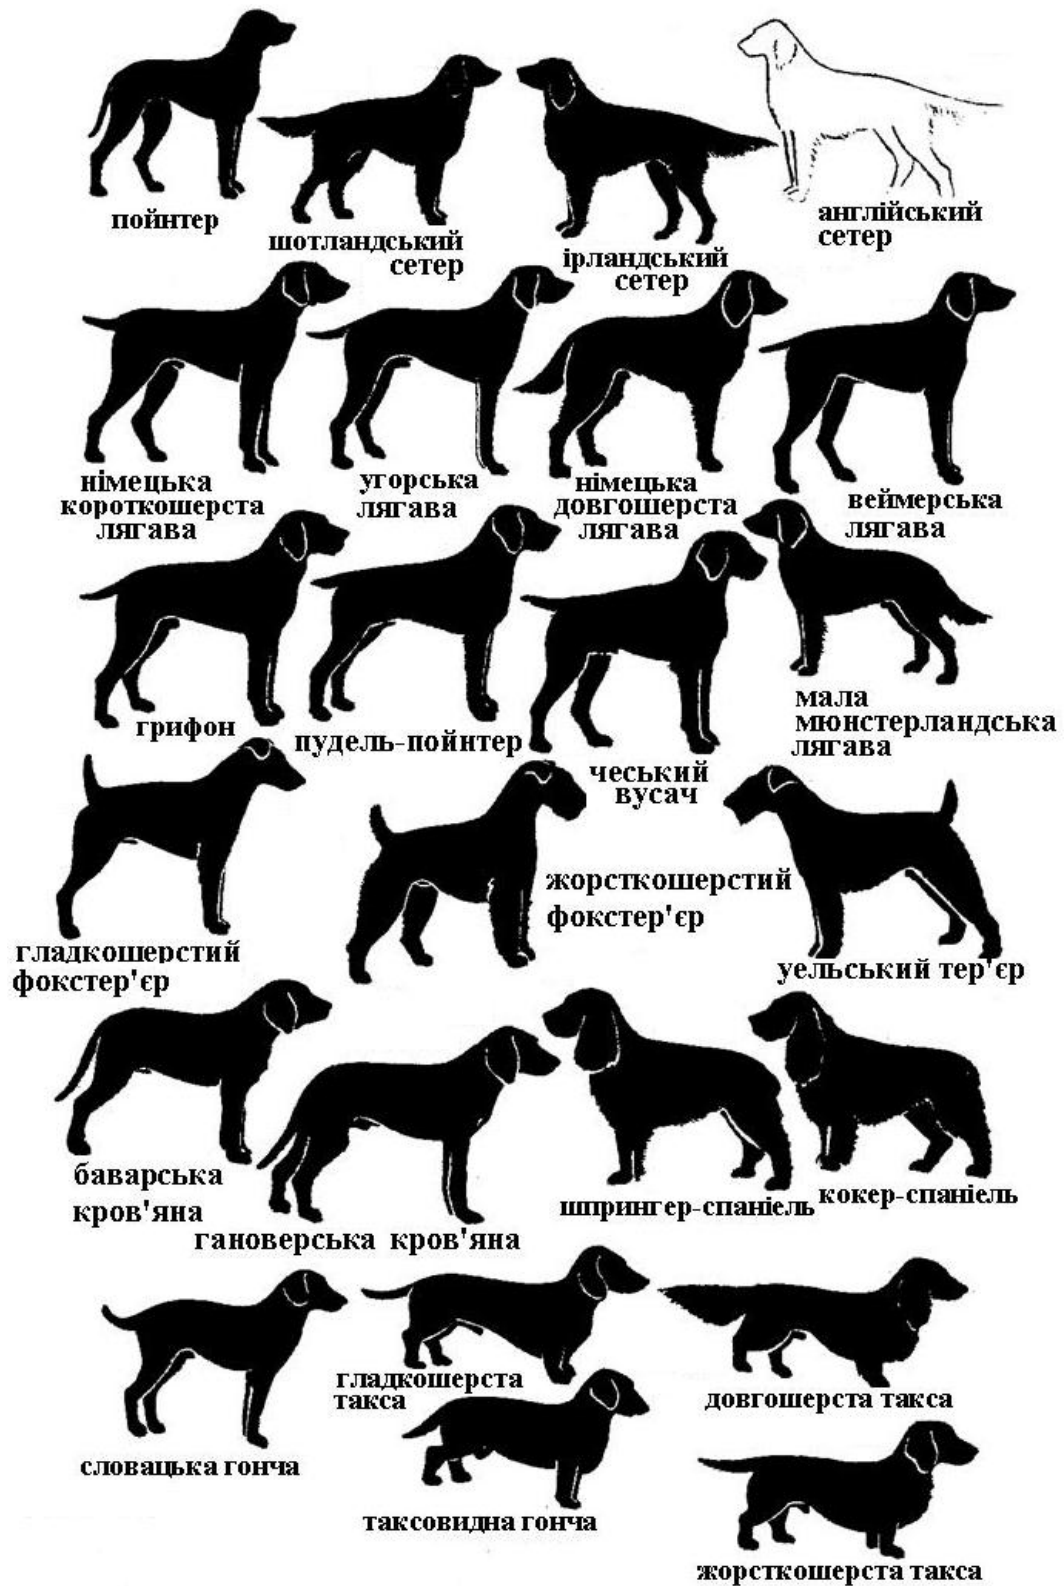 пойнтер
шотландський
сетер
ірландський
сетер
англійський
сетер
німецька
короткошерста
лягава
угорська
лягава
німецька
довгошерста
лягава
веймерська
лягава
грифон
пудель-пойнтер
чеський
вусач
мала
мюнстерландська
лягава
гладкошерстий
фокстер'єр
жорсткошерстий
фокстер'єр
уельський тер'єр
баварська
кров'яна
гановерська кров'яна
шпрингер-спаніель
кокер-спаніель
словацька гонча
гладкошерста
такса
таксовидна гонча
довгошерста такса
жорсткошерста такса